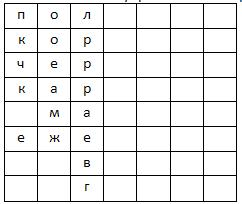 п о л
к о р
ч е р
к а р
м а
е ж е
в
г